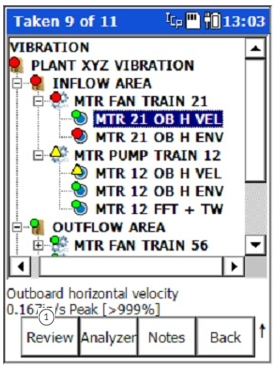 Taken 9 of 11 13:03
VIBRATION
PLANT XYZ VIBRATION
INFLOW AREA
MTR FAN TRAIN 21
MTR 21 OB H VEL
MTR 21 OB H ENV
MTR PUMP TRAIN 12
MTR 12 OB H VEL
MTR 12 OB H ENV
MTR 12 FFT + TW
OUTFLOW AREA
MTR FAN TRAIN 56
Outboard horizontal velocity
0.167in/s Peak [>999%]
1
Review Analyzer Notes Back